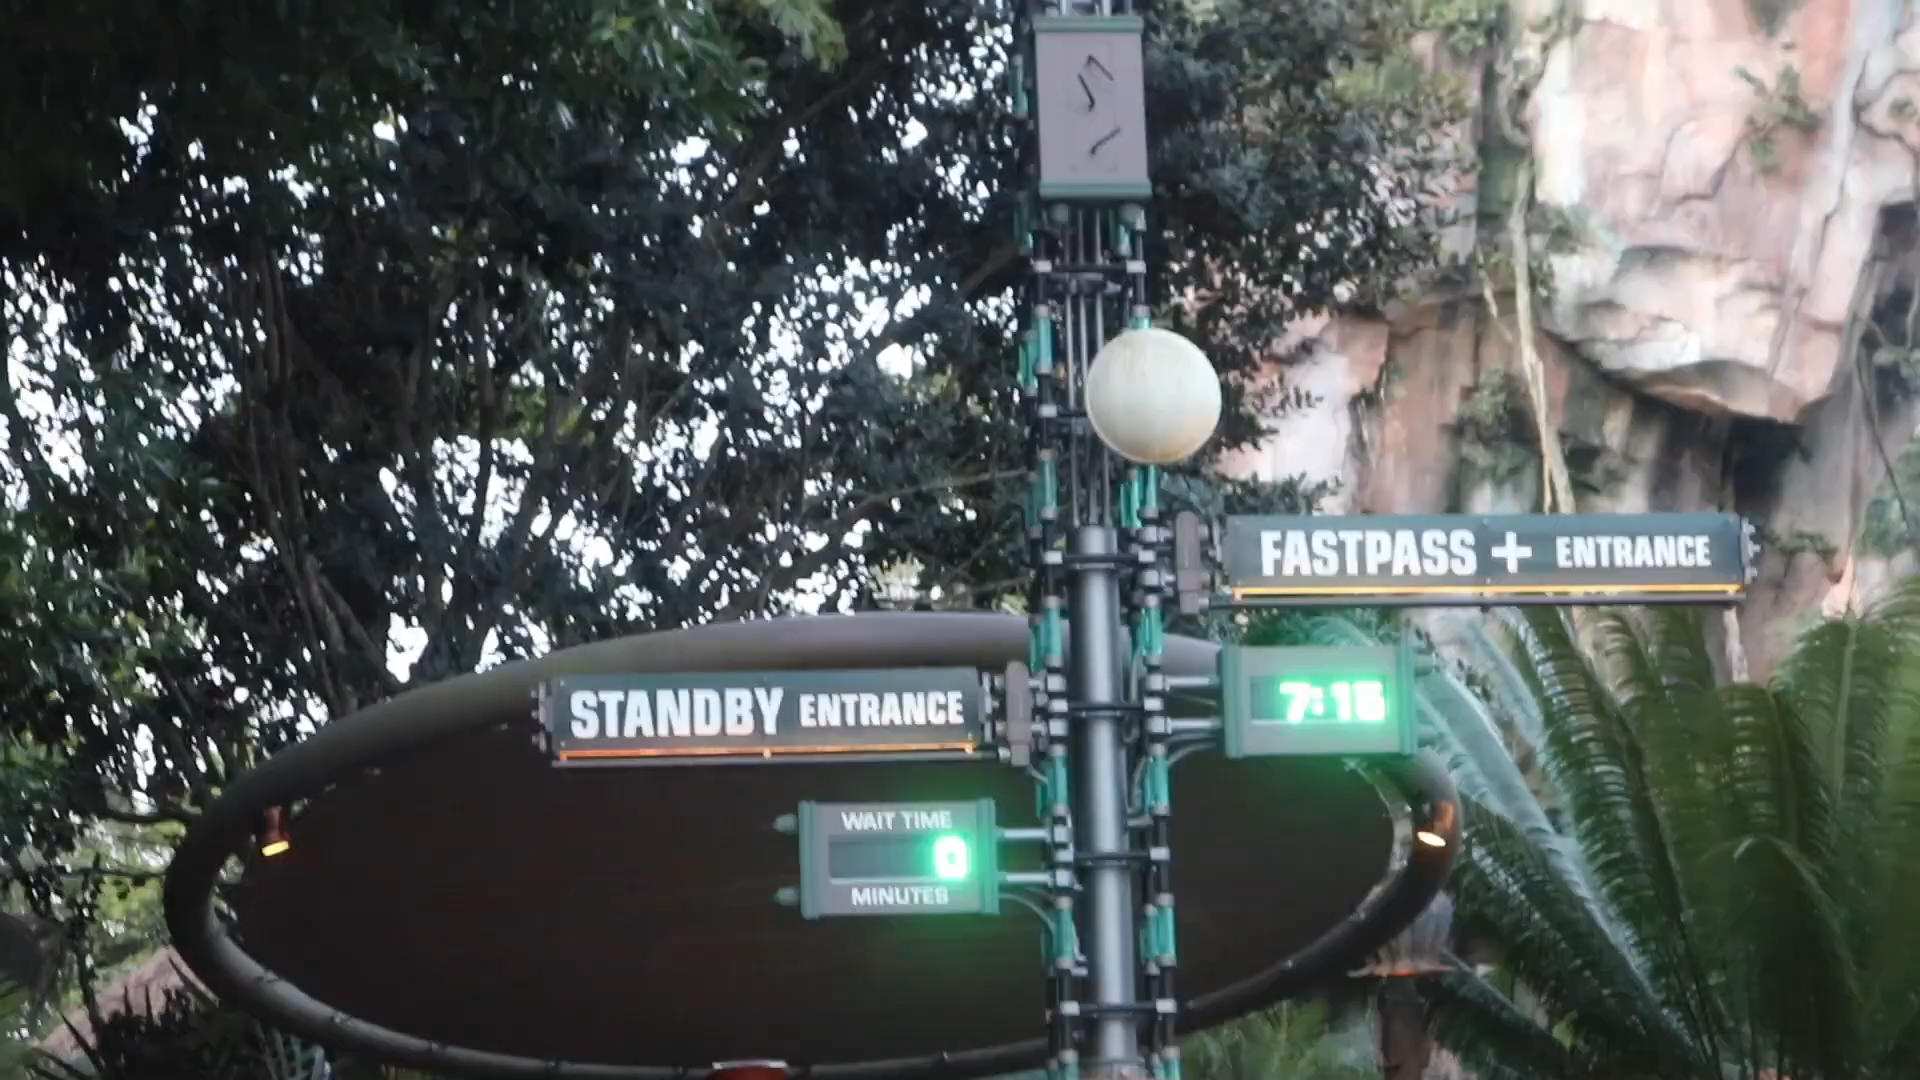 FASTPASS + ENTRANCE
7:15
STANDBY ENTRANCE
WAIT TIME
0
MINUTES